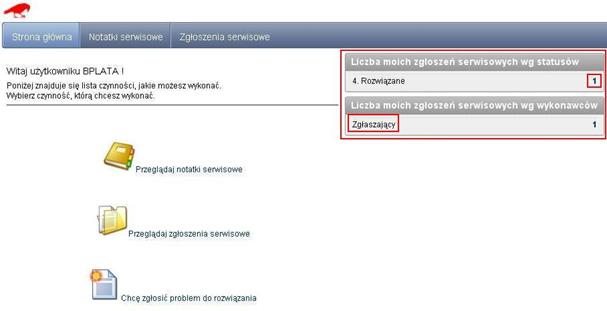 Strona główna Notatki serwisowe Zgłoszenia serwisowe
Witaj użytkowniku BPLATA !
Poniżej znajduje się lista czynności, jakie możesz wykonać.
Wybierz czynność, którą chcesz wykonać.
Liczba moich zgłoszeń serwisowych wg statusów
4. Rozwiązane 1
Liczba moich zgłoszeń serwisowych wg wykonawców
Zgłaszający 1
Przeglądaj notatki serwisowe
Przeglądaj zgłoszenia serwisowe
Chcę zgłosić problem do rozwiązania